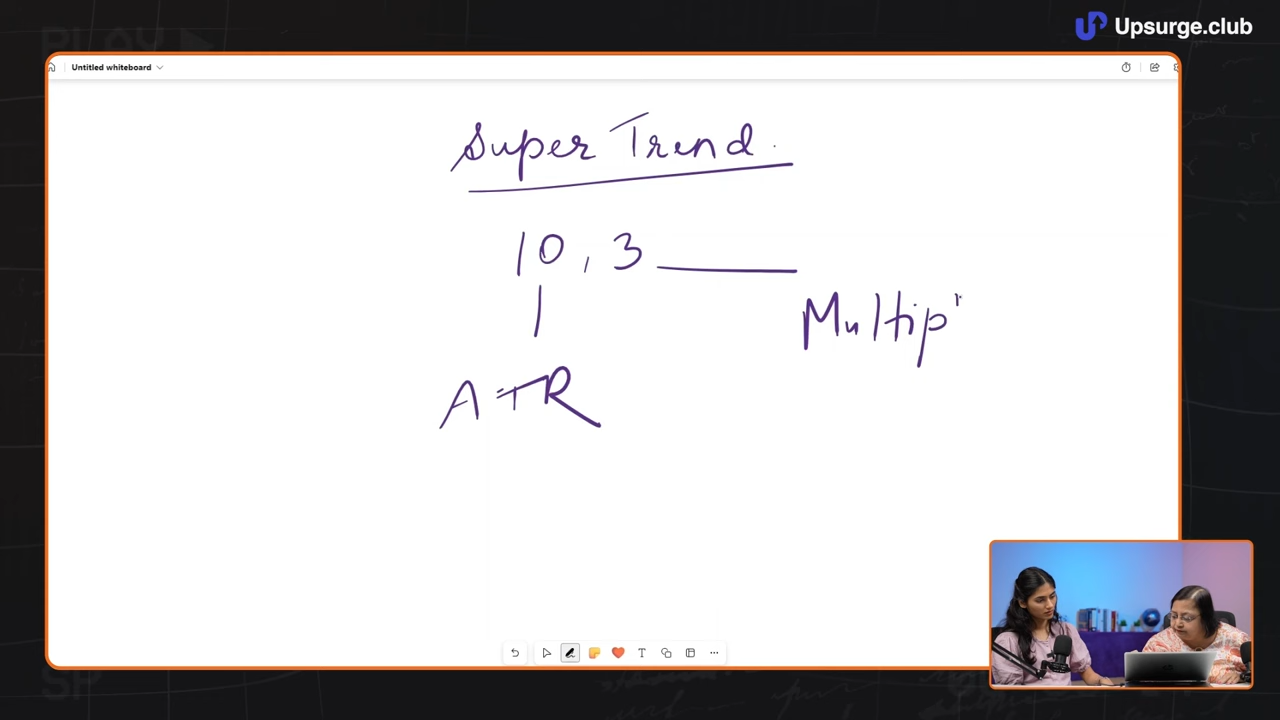 Upsurge.club
Untitled whiteboard
Super Trend.
10, 3
Multip
ATR